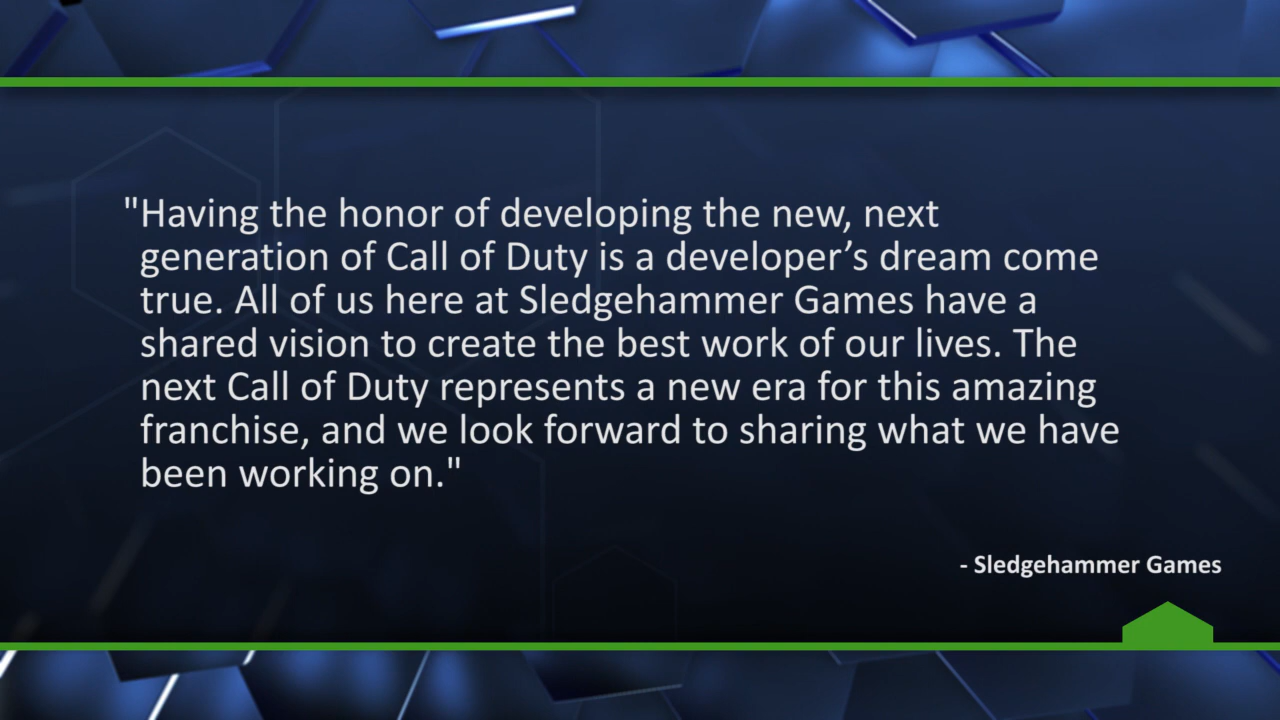 "Having the honor of developing the new, next
generation of Call of Duty is a developer’s dream come
true. All of us here at Sledgehammer Games have a
shared vision to create the best work of our lives. The
next Call of Duty represents a new era for this amazing
franchise, and we look forward to sharing what we have
been working on."
- Sledgehammer Games